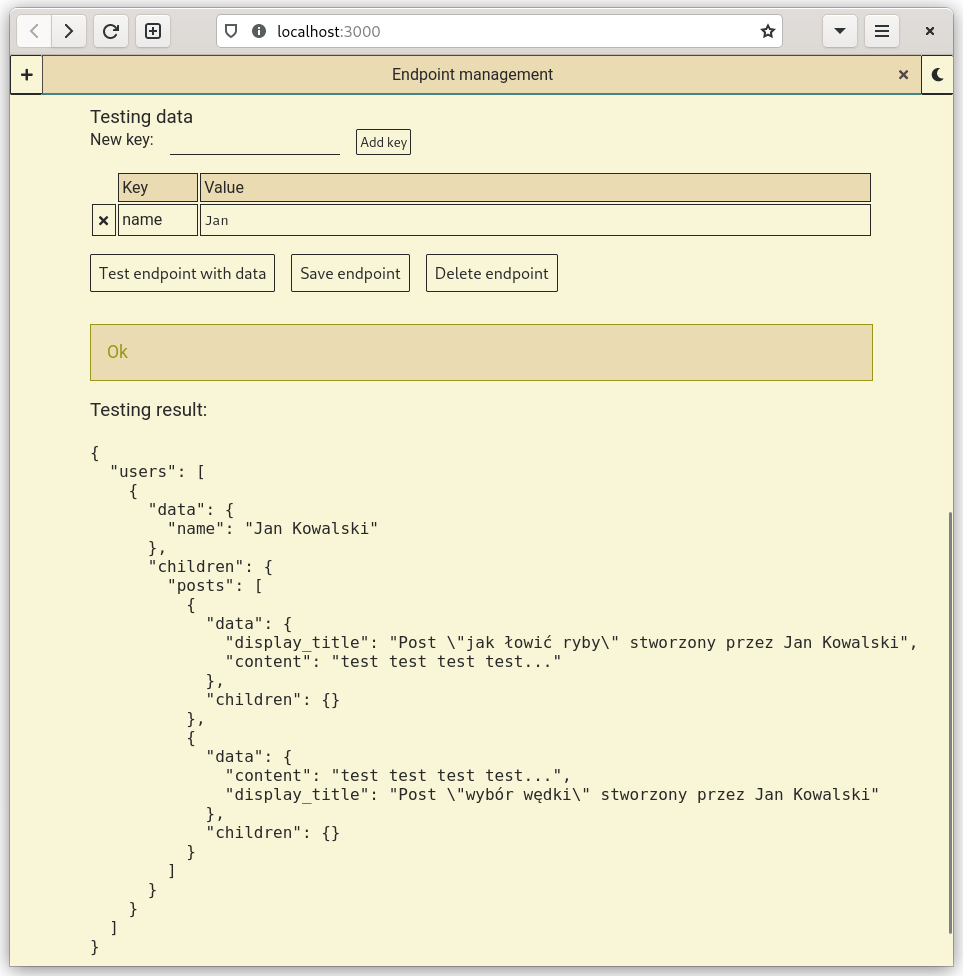 localhost:3000
Endpoint management
Testing data
New key:
Add key
Key Value
name Jan
Test endpoint with data Save endpoint Delete endpoint
Ok
Testing result:
{
  "users": [
    {
      "data": {
        "name": "Jan Kowalski"
      },
      "children": {
        "posts": [
          {
            "data": {
              "display_title": "Post \"jak łowić ryby\" stworzony przez Jan Kowalski",
              "content": "test test test test..."
            },
            "children": {}
          },
          {
            "data": {
              "content": "test test test test...",
              "display_title": "Post \"wybór wędki\" stworzony przez Jan Kowalski"
            },
            "children": {}
          }
        ]
      }
    }
  ]
}